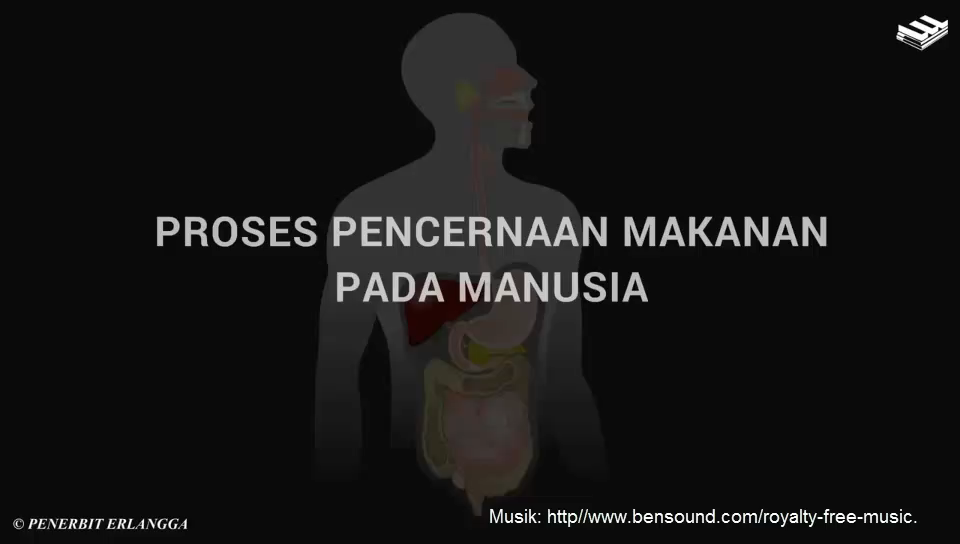 PROSES PENCERNAAN MAKANAN
PADA MANUSIA
© PENERBIT ERLANGGA
Musik: http//www.bensound.com/royalty-free-music.